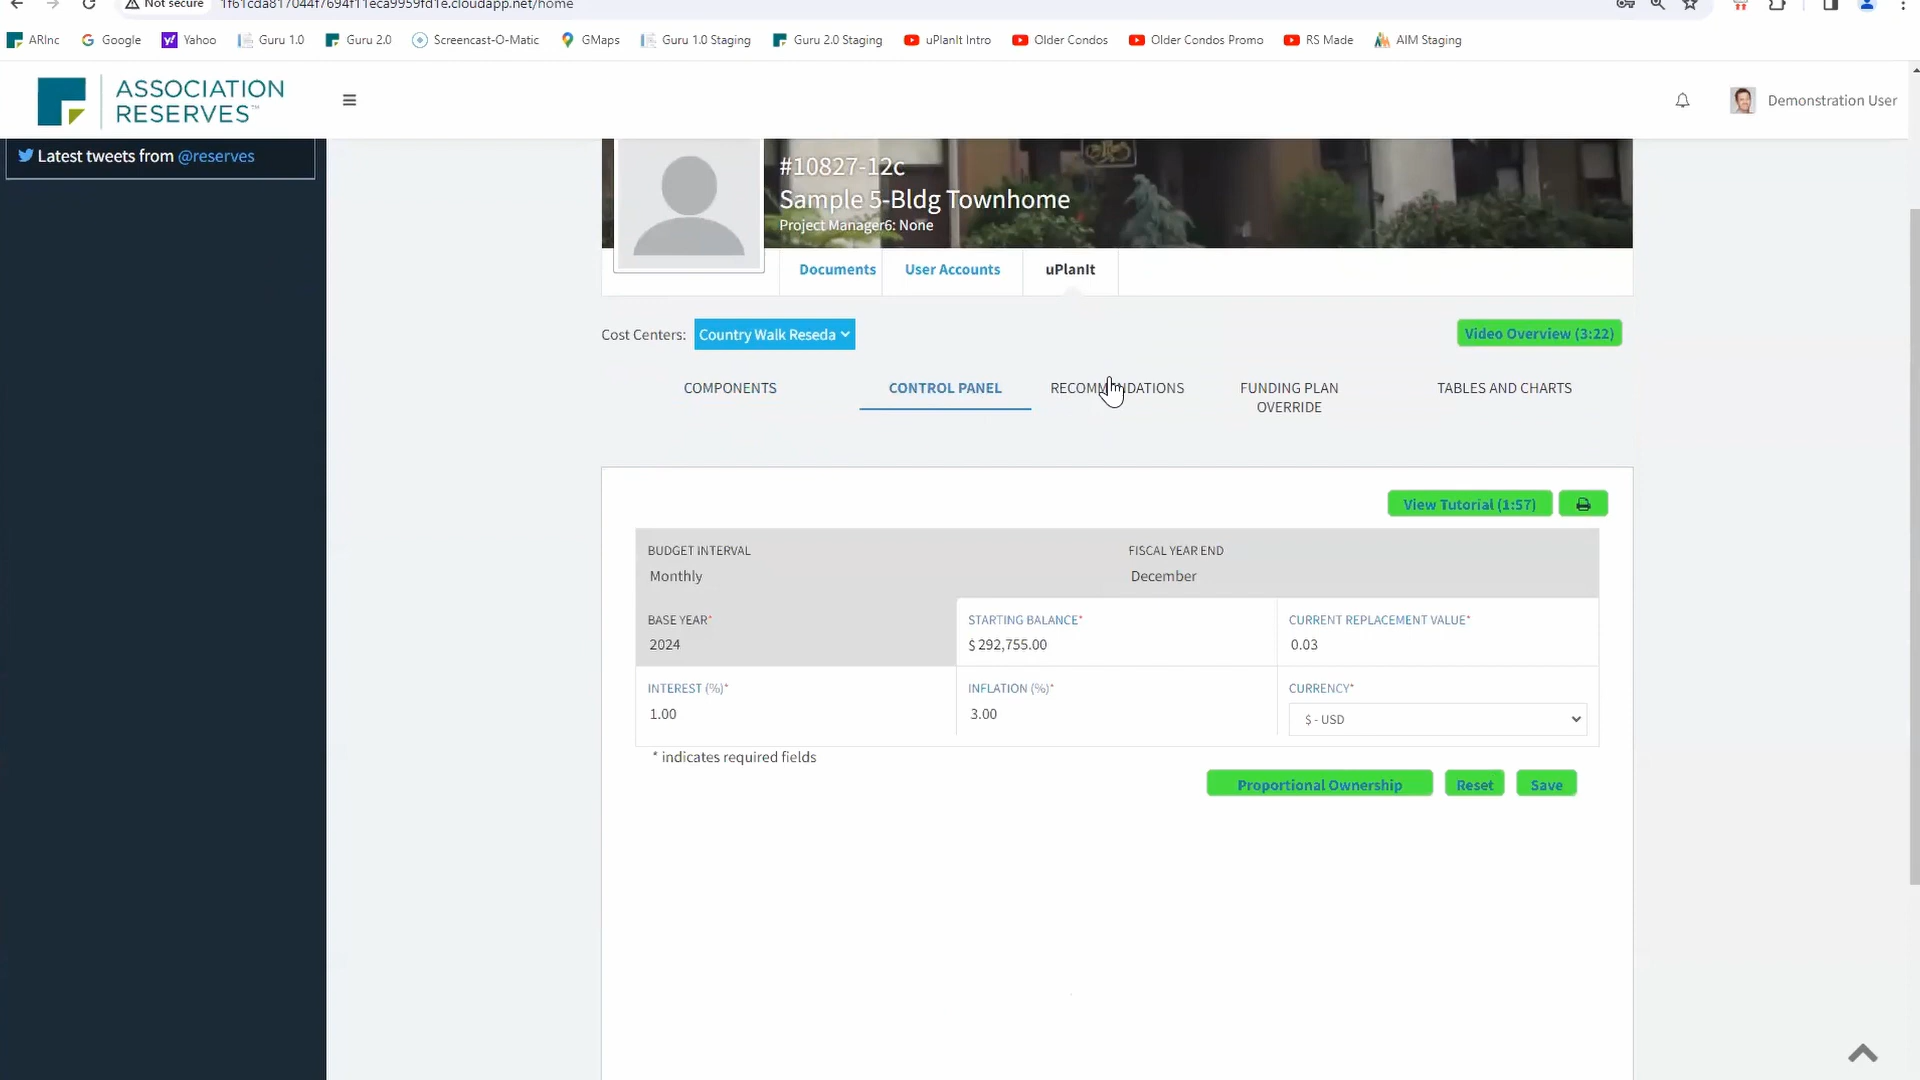 Not secure 1f61cda817044f7694f11eca9959fd1e.cloudapp.net/home
ARInc Google Yahoo Guru 1.0 Guru 2.0 Screencast-O-Matic GMaps Guru 1.0 Staging Guru 2.0 Staging uPlanIt Intro Older Condos Older Condos Promo RS Made AIM Staging
ASSOCIATION
RESERVES™
Demonstration User
Latest tweets from @reserves
#10827-12c
Sample 5-Bldg Townhome
Project Manager6: None
Documents User Accounts uPlanIt
Cost Centers: Country Walk Reseda Video Overview (3:22)
COMPONENTS CONTROL PANEL RECOMMENDATIONS FUNDING PLAN OVERRIDE TABLES AND CHARTS
View Tutorial (1:57)
BUDGET INTERVAL FISCAL YEAR END
Monthly December
BASE YEAR* STARTING BALANCE* CURRENT REPLACEMENT VALUE*
2024 $ 292,755.00 0.03
INTEREST (%)* INFLATION (%)* CURRENCY*
1.00 3.00 $ - USD
* indicates required fields
Proportional Ownership Reset Save